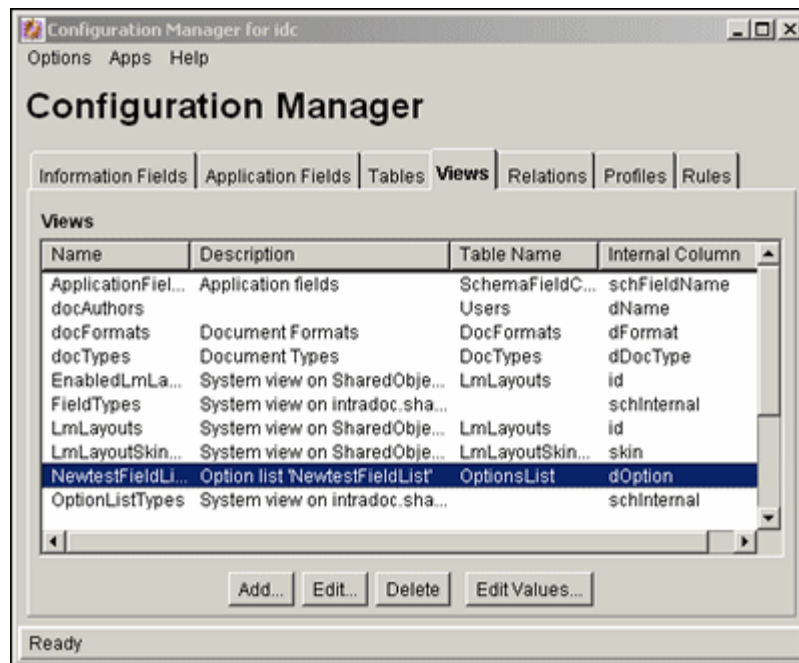 Configuration Manager for idc
Options Apps Help
Configuration Manager
Information Fields Application Fields Tables Views Relations Profiles Rules
Views
Name Description Table Name Internal Column
ApplicationFiel... Application fields SchemaFieldC... schFieldName
docAuthors Users dName
docFormats Document Formats DocFormats dFormat
docTypes Document Types DocTypes dDocType
EnabledLmLa... System view on SharedObje... LmLayouts id
FieldTypes System view on intradoc.sha... schInternal
LmLayouts System view on SharedObje... LmLayouts id
LmLayoutSkin... System view on SharedObje... LmLayoutSkin... skin
NewtestFieldLi... Option list 'NewtestFieldList' OptionsList dOption
OptionListTypes System view on intradoc.sha... schInternal
Add... Edit... Delete Edit Values...
Ready